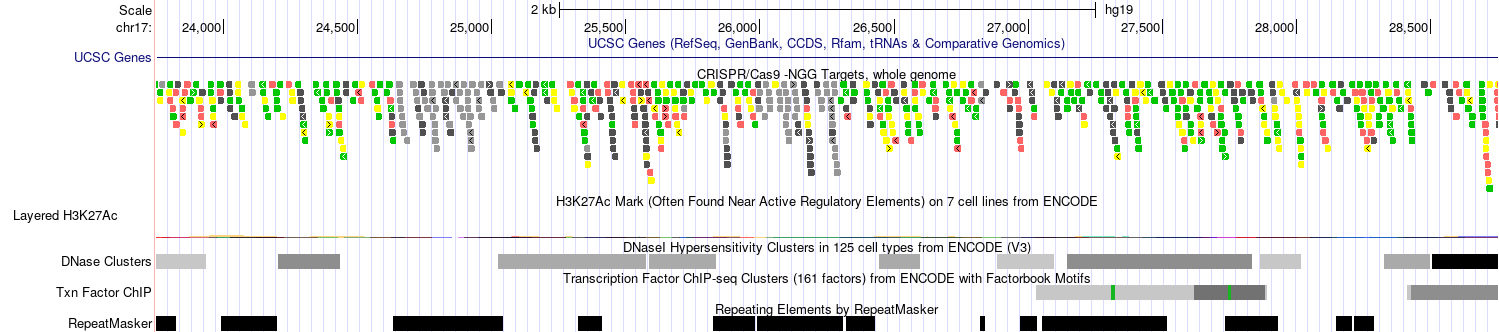 Scale 2 kb hg19
chr17: 24,000 24,500 25,000 25,500 26,000 26,500 27,000 27,500 28,000 28,500
UCSC Genes (RefSeq, GenBank, CCDS, Rfam, tRNAs & Comparative Genomics)
UCSC Genes
CRISPR/Cas9 -NGG Targets, whole genome
H3K27Ac Mark (Often Found Near Active Regulatory Elements) on 7 cell lines from ENCODE
Layered H3K27Ac
DNaseI Hypersensitivity Clusters in 125 cell types from ENCODE (V3)
DNase Clusters
Transcription Factor ChIP-seq Clusters (161 factors) from ENCODE with Factorbook Motifs
Txn Factor ChIP
Repeating Elements by RepeatMasker
RepeatMasker